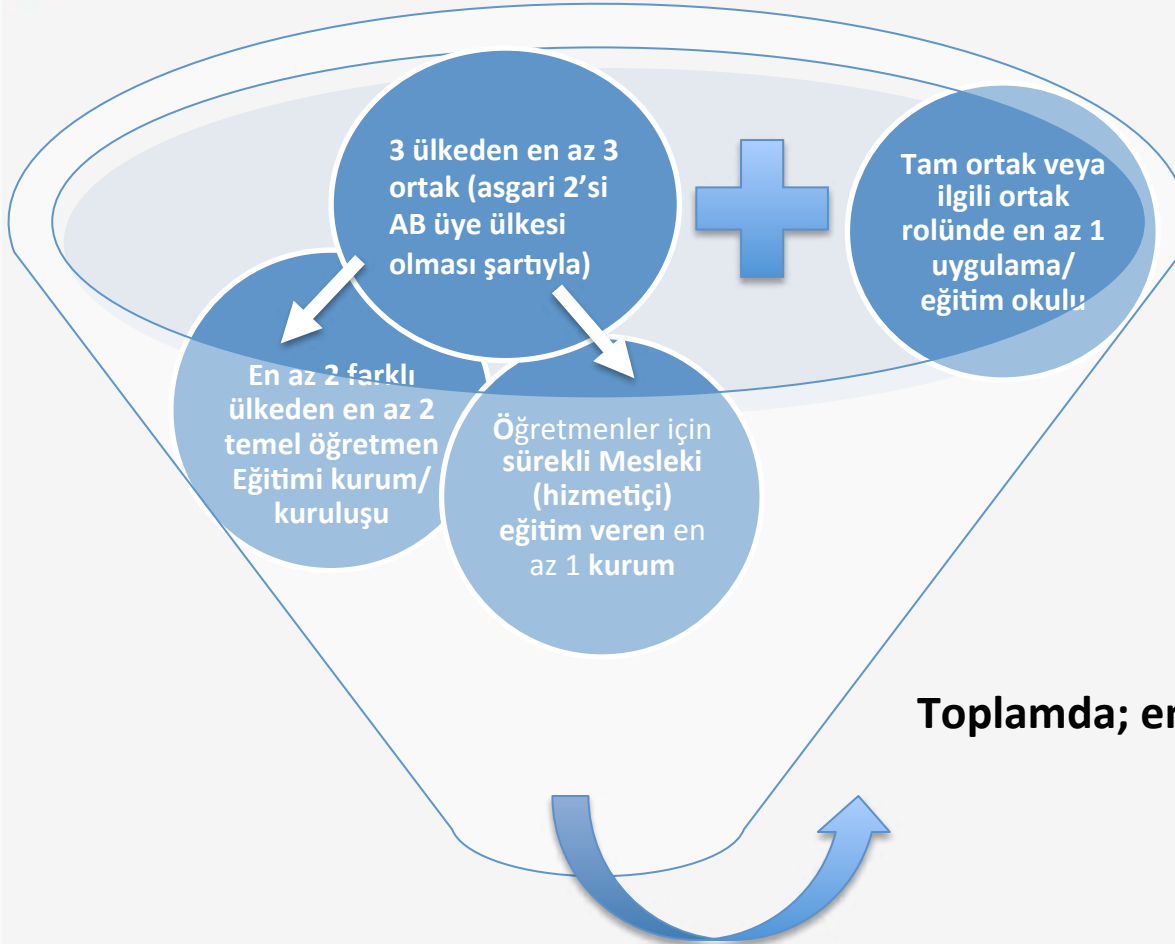 3 ülkeden en az 3
ortak (asgari 2’si
AB üye ülkesi
olması şartıyla)
Tam ortak veya
ilgili ortak
rolünde en az 1
uygulama/
eğitim okulu
En az 2 farklı
ülkeden en az 2
temel öğretmen
Eğitimi kurum/
kuruluşu
Öğretmenler için
sürekli Mesleki
(hizmetiçi)
eğitim veren en
az 1 kurum
Toplamda;